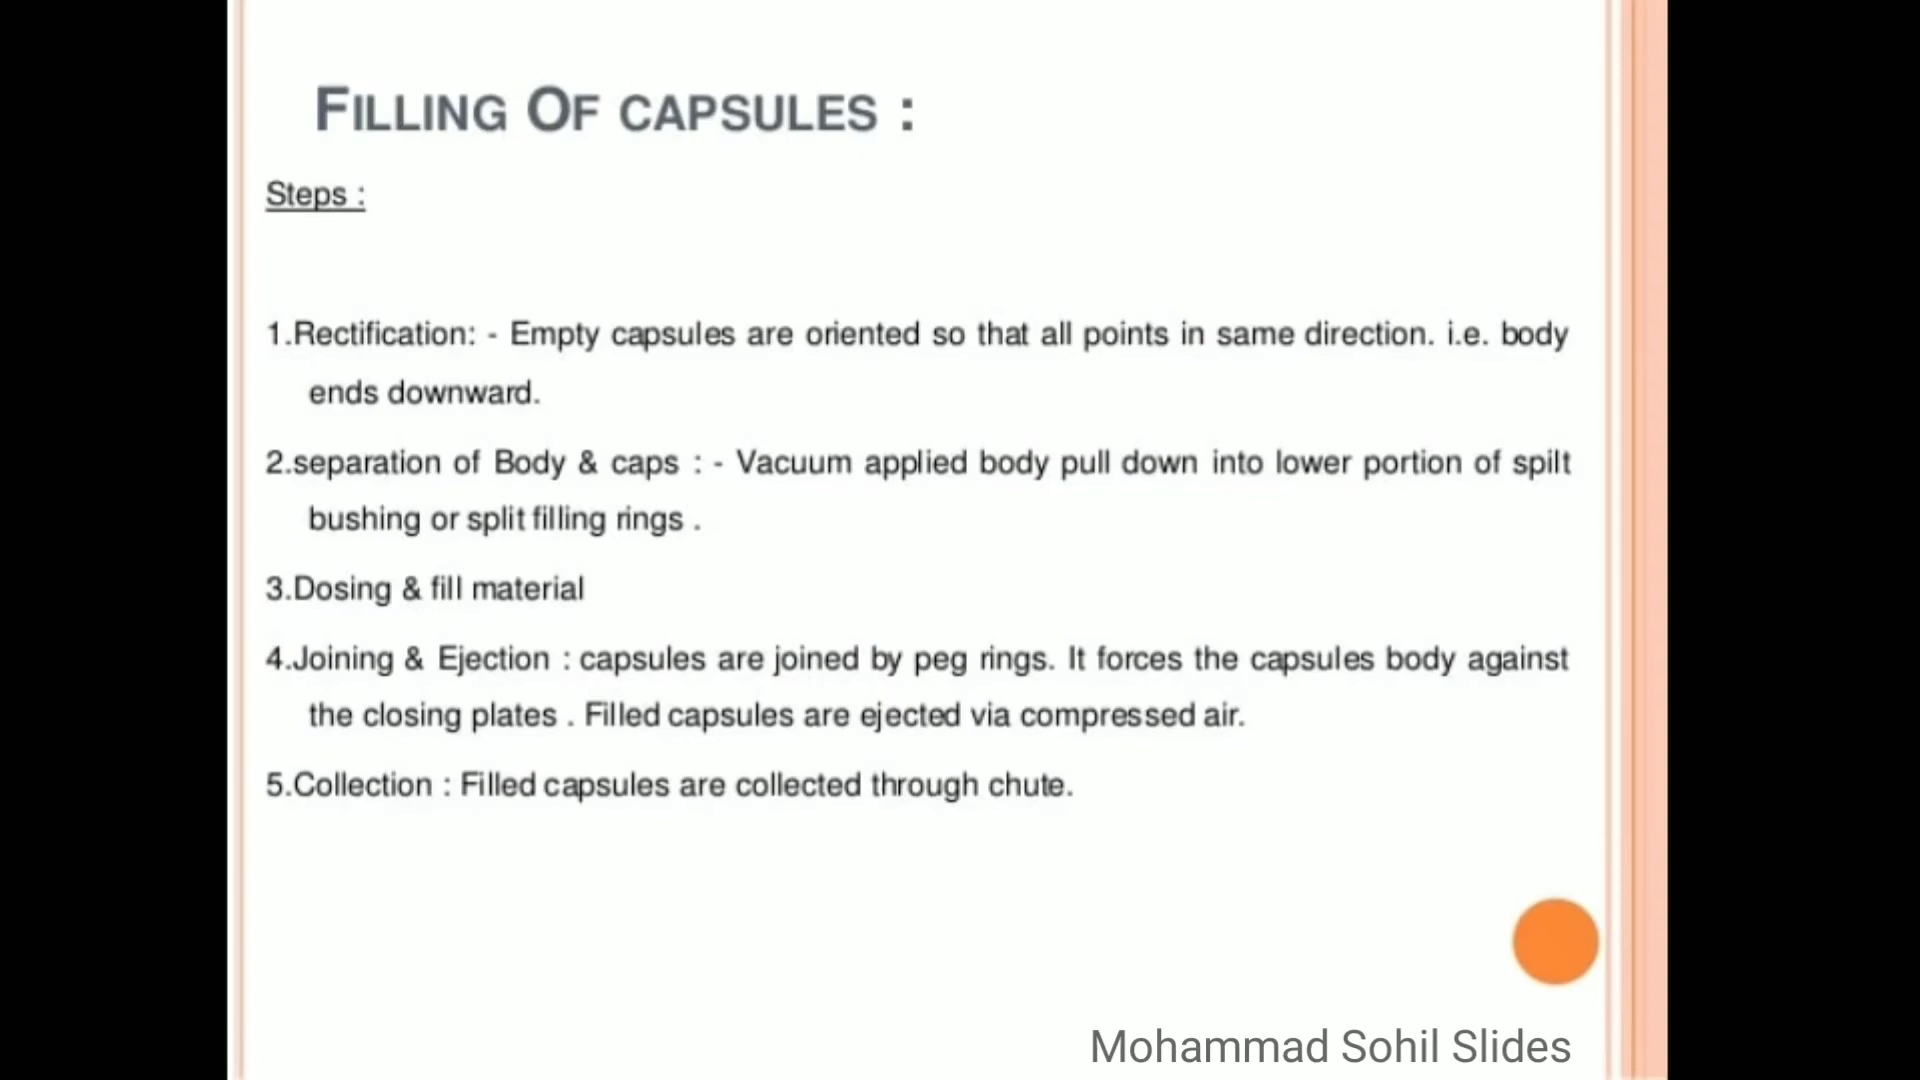 FILLING OF CAPSULES :
Steps :
1.Rectification: - Empty capsules are oriented so that all points in same direction. i.e. body
ends downward.
2.separation of Body & caps : - Vacuum applied body pull down into lower portion of spilt
bushing or split filling rings .
3.Dosing & fill material
4.Joining & Ejection : capsules are joined by peg rings. It forces the capsules body against
the closing plates . Filled capsules are ejected via compressed air.
5.Collection : Filled capsules are collected through chute.
Mohammad Sohil Slides